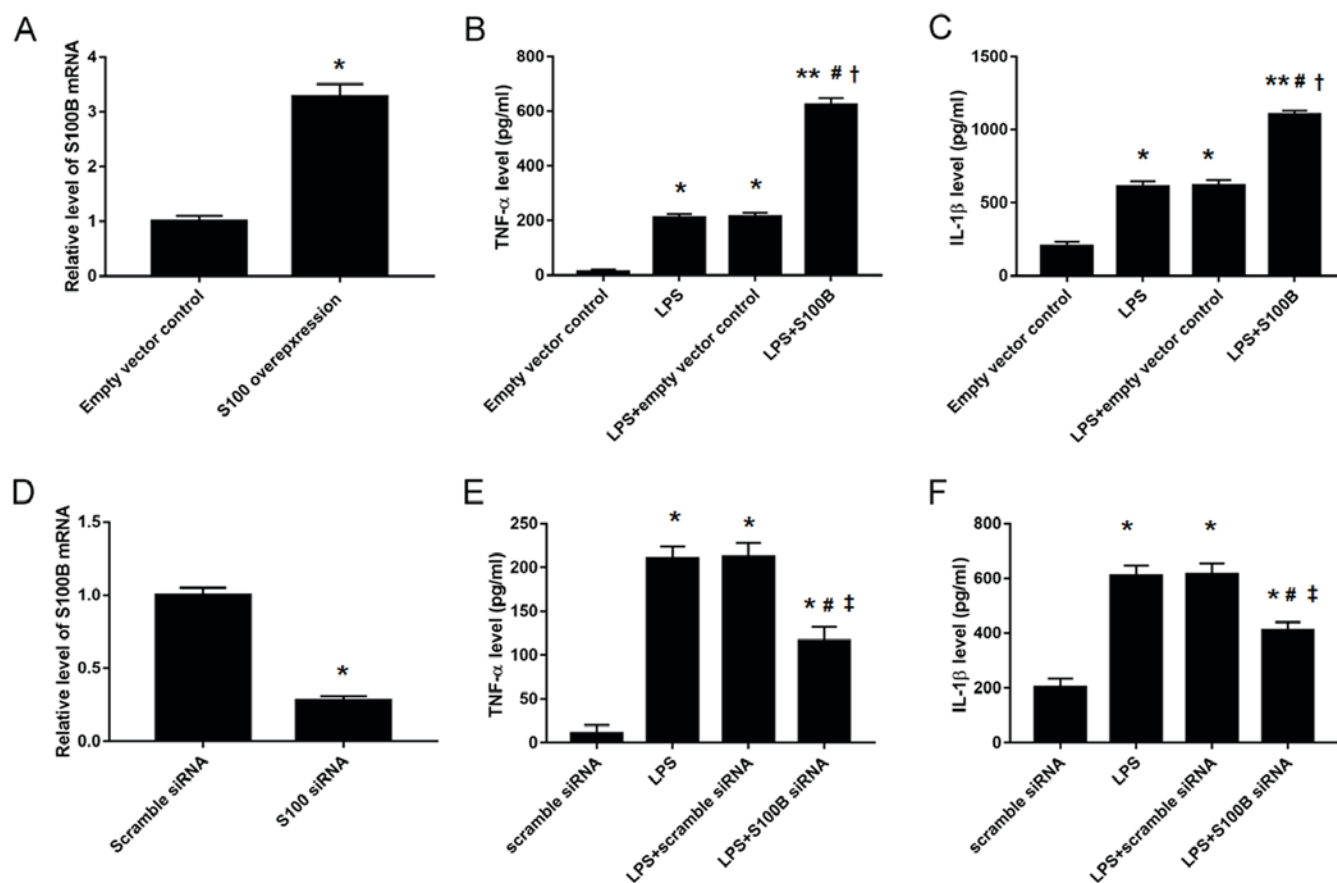 A
Relative level of S100B mRNA
4
3
2
1
0
*
Empty vector control
S100 overepxression
B
TNF-α level (pg/ml)
800
600
400
200
0
*
*
** # †
Empty vector control
LPS
LPS+empty vector control
LPS+S100B
C
IL-1β level (pg/ml)
1500
1000
500
0
*
*
** # †
Empty vector control
LPS
LPS+empty vector control
LPS+S100B
D
Relative level of S100B mRNA
1.5
1.0
0.5
0.0
*
Scramble siRNA
S100 siRNA
E
TNF-α level (pg/ml)
250
200
150
100
50
0
*
*
* # ‡
scramble siRNA
LPS
LPS+scramble siRNA
LPS+S100B siRNA
F
IL-1β level (pg/ml)
800
600
400
200
0
*
*
* # ‡
scramble siRNA
LPS
LPS+scramble siRNA
LPS+S100B siRNA